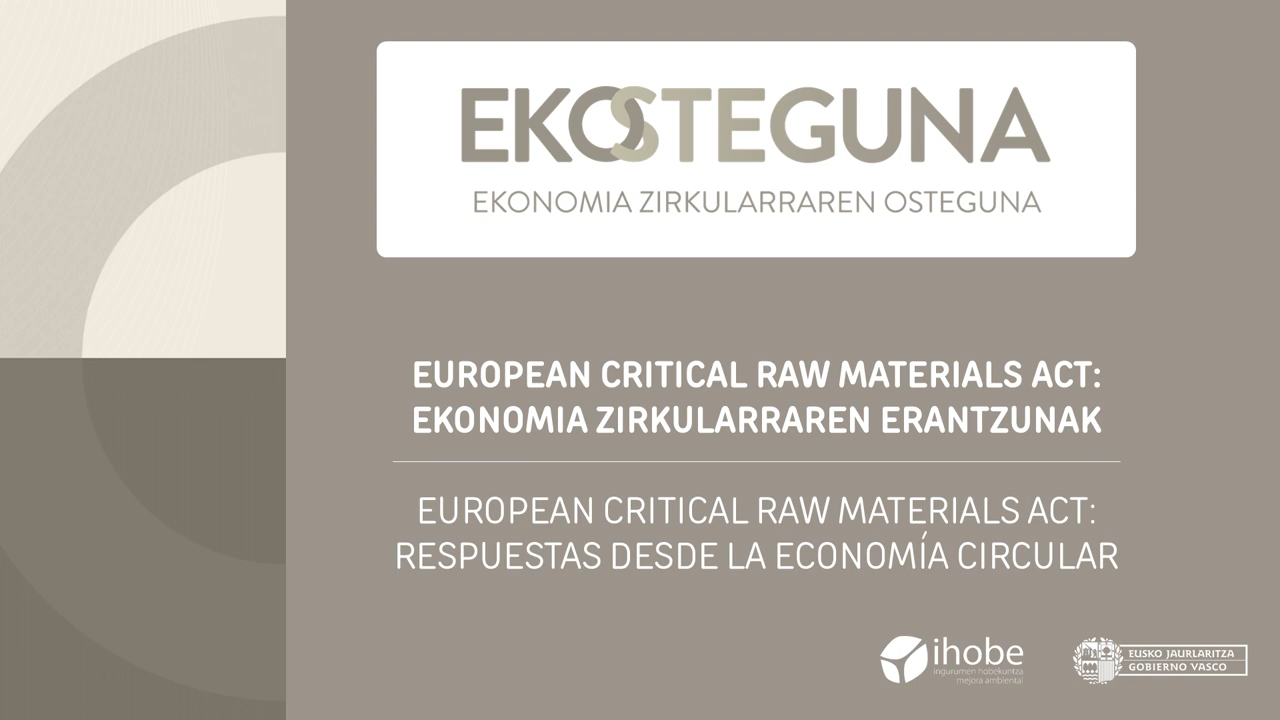 EKOSTEGUNA
EKONOMIA ZIRKULARRAREN OSTEGUNA
EUROPEAN CRITICAL RAW MATERIALS ACT:
EKONOMIA ZIRKULARRAREN ERANTZUNAK
EUROPEAN CRITICAL RAW MATERIALS ACT:
RESPUESTAS DESDE LA ECONOMÍA CIRCULAR
ihobe
ingurumen hobekuntza
mejora ambiental
EUSKO JAURLARITZA
GOBIERNO VASCO